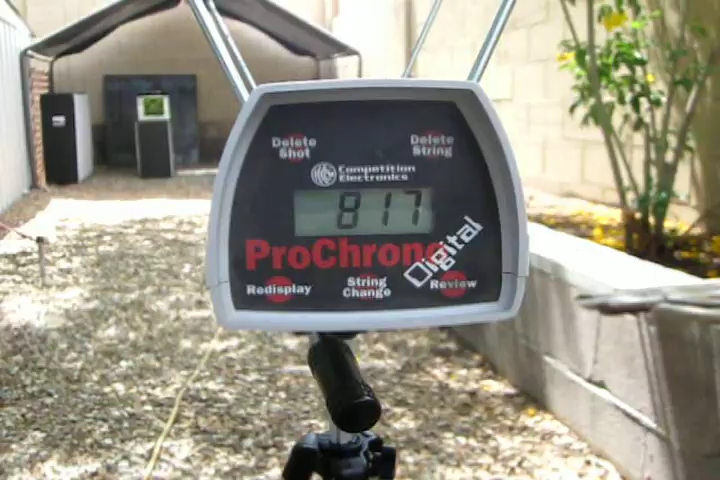 Delete
Shot
Delete
String
Competition
Electronics
817
ProChrono
Digital
Redisplay
String
Change
Review